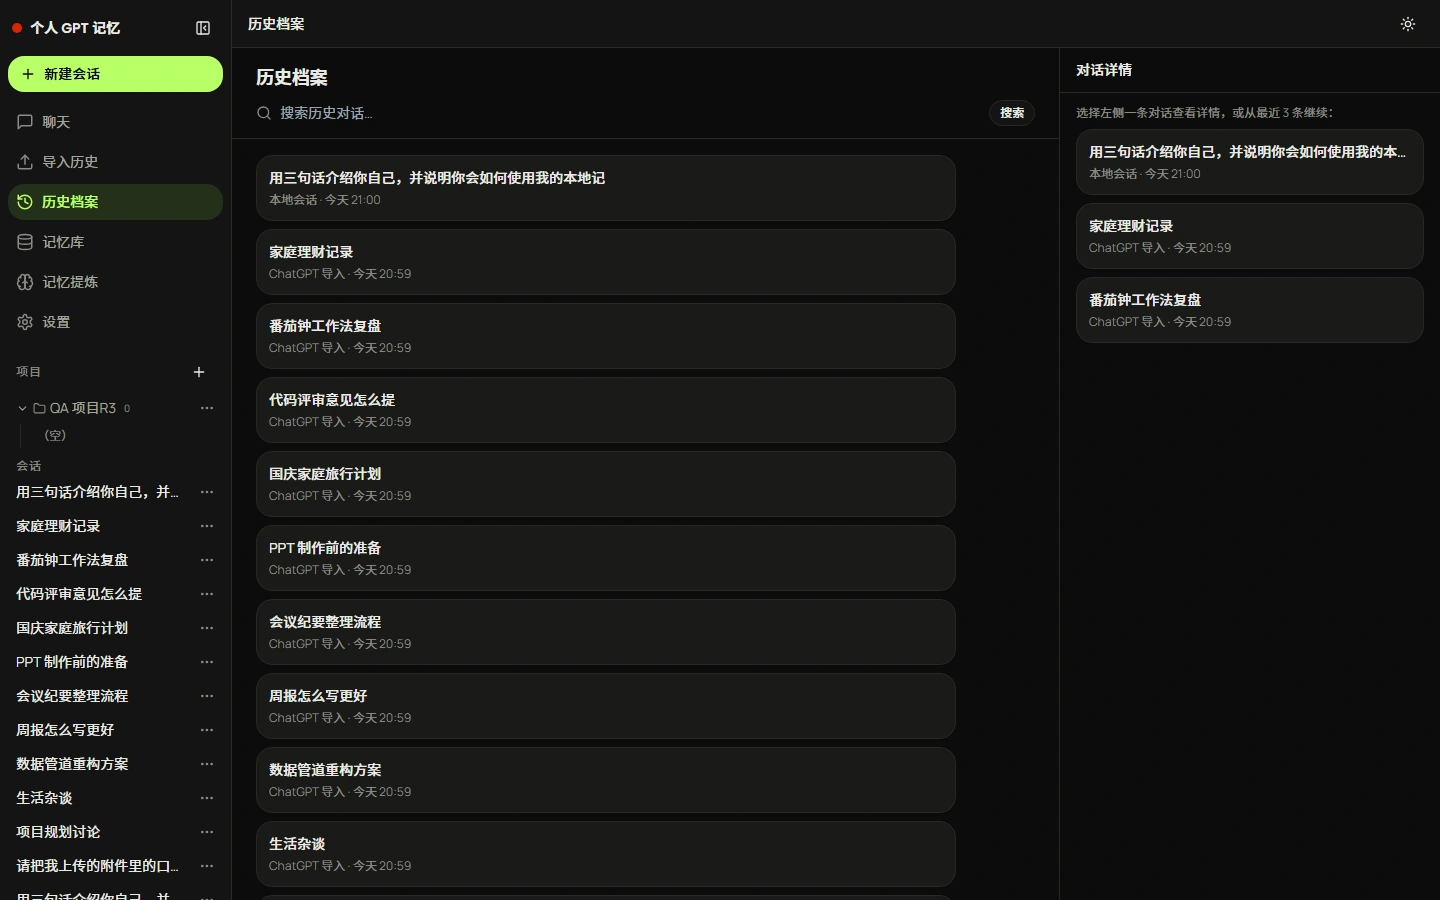 个人 GPT 记忆
新建会话
聊天
导入历史
历史档案
记忆库
记忆提炼
设置
项目
QA 项目R3 0
（空）
会话
用三句话介绍你自己，并...
家庭理财记录
番茄钟工作法复盘
代码评审意见怎么提
国庆家庭旅行计划
PPT 制作前的准备
会议纪要整理流程
周报怎么写更好
数据管道重构方案
生活杂谈
项目规划讨论
请把我上传的附件里的口...
用三句话介绍你自己，并
历史档案
历史档案
搜索历史对话...
搜索
用三句话介绍你自己，并说明你会如何使用我的本地记
本地会话 · 今天 21:00
家庭理财记录
ChatGPT 导入 · 今天 20:59
番茄钟工作法复盘
ChatGPT 导入 · 今天 20:59
代码评审意见怎么提
ChatGPT 导入 · 今天 20:59
国庆家庭旅行计划
ChatGPT 导入 · 今天 20:59
PPT 制作前的准备
ChatGPT 导入 · 今天 20:59
会议纪要整理流程
ChatGPT 导入 · 今天 20:59
周报怎么写更好
ChatGPT 导入 · 今天 20:59
数据管道重构方案
ChatGPT 导入 · 今天 20:59
生活杂谈
ChatGPT 导入 · 今天 20:59
对话详情
选择左侧一条对话查看详情，或从最近 3 条继续：
用三句话介绍你自己，并说明你会如何使用我的本...
本地会话 · 今天 21:00
家庭理财记录
ChatGPT 导入 · 今天 20:59
番茄钟工作法复盘
ChatGPT 导入 · 今天 20:59